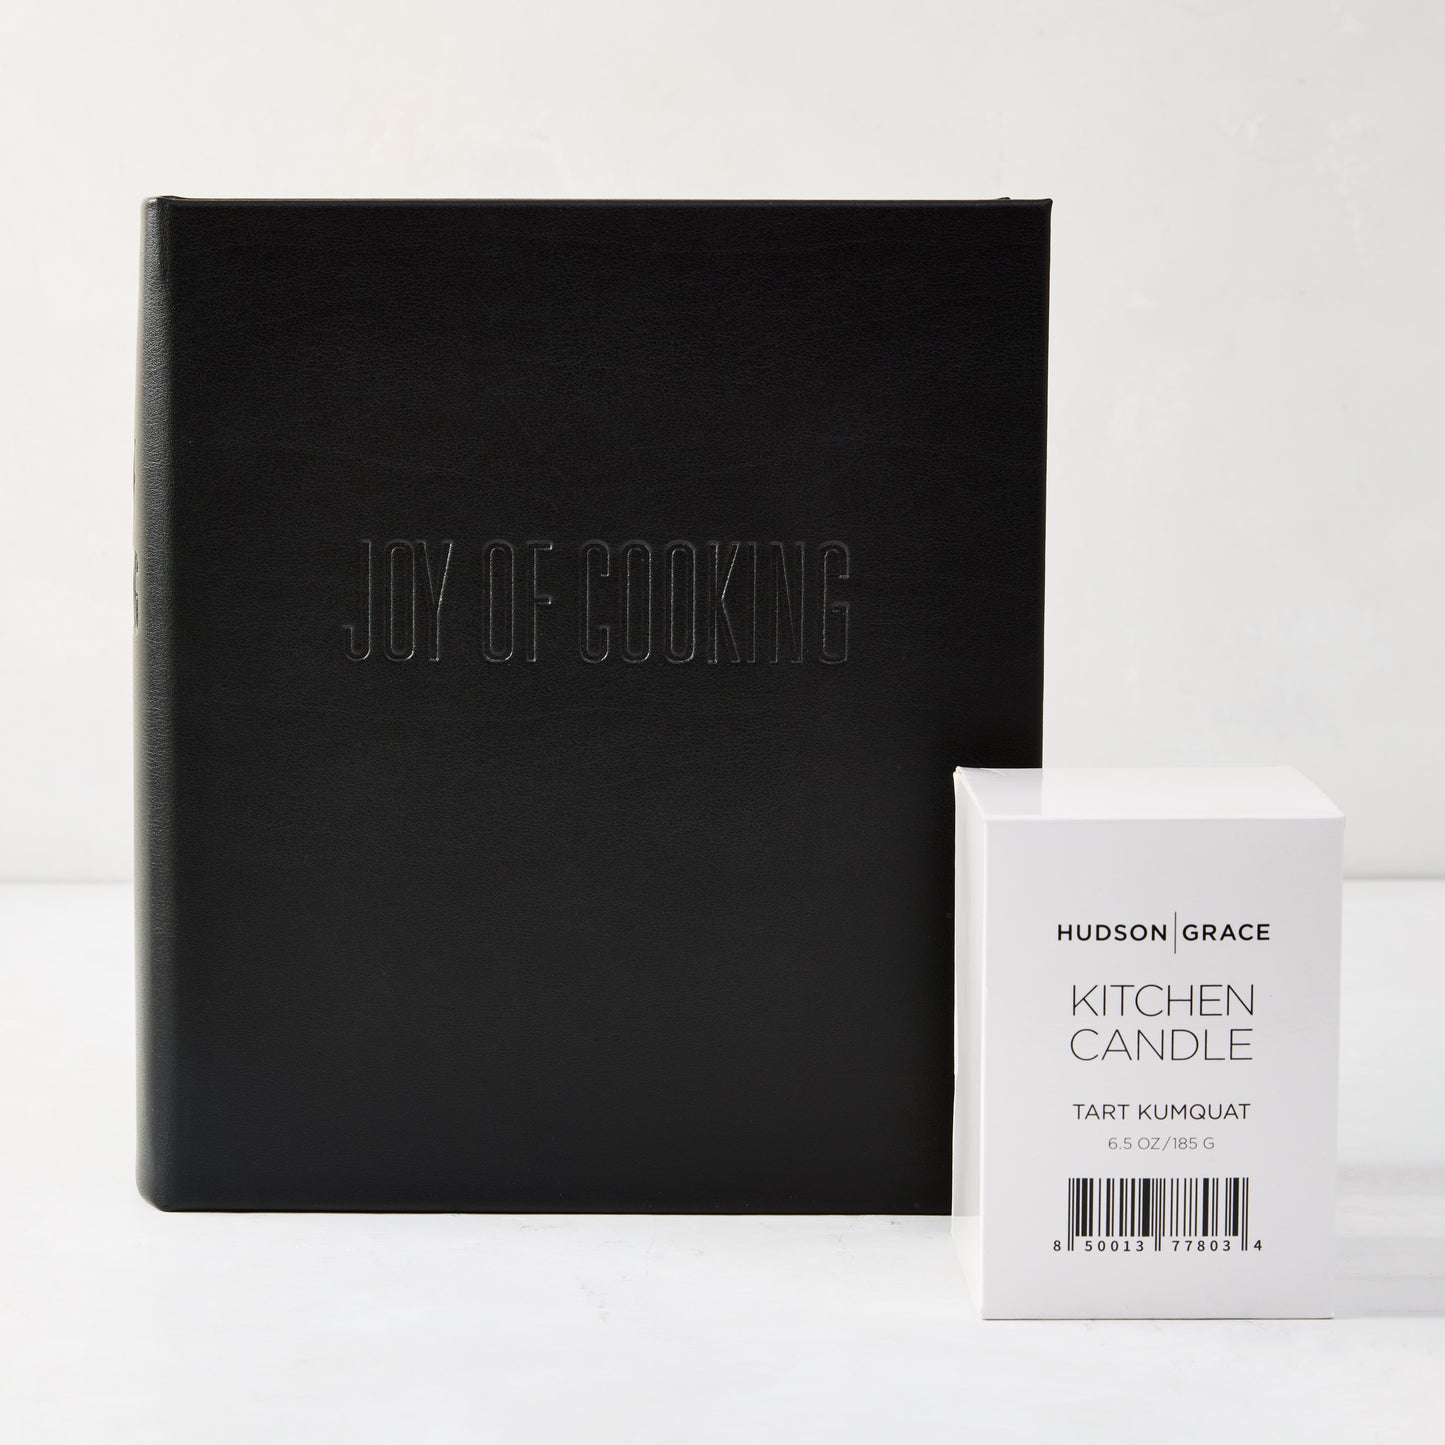 JOY OF COOKING
HUDSON|GRACE
KITCHEN
CANDLE
TART KUMQUAT
6.5 OZ/185 G
8 50013 77803 4